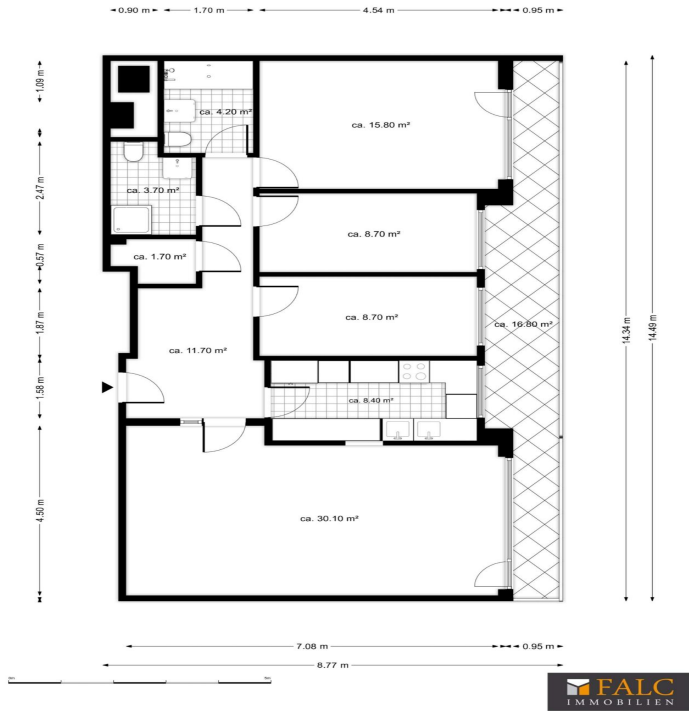 0.90 m
1.70 m
4.54 m
0.95 m
1.09 m
2.47 m
0.57 m
1.87 m
1.58 m
4.50 m
ca. 4.20 m²
ca. 15.80 m²
ca. 3.70 m²
ca. 8.70 m²
ca. 1.70 m²
ca. 8.70 m²
ca. 16.80 m²
ca. 11.70 m²
ca. 8.40 m²
ca. 30.10 m²
14.34 m
14.49 m
7.08 m
0.95 m
8.77 m
FALC
IMMOBILIEN